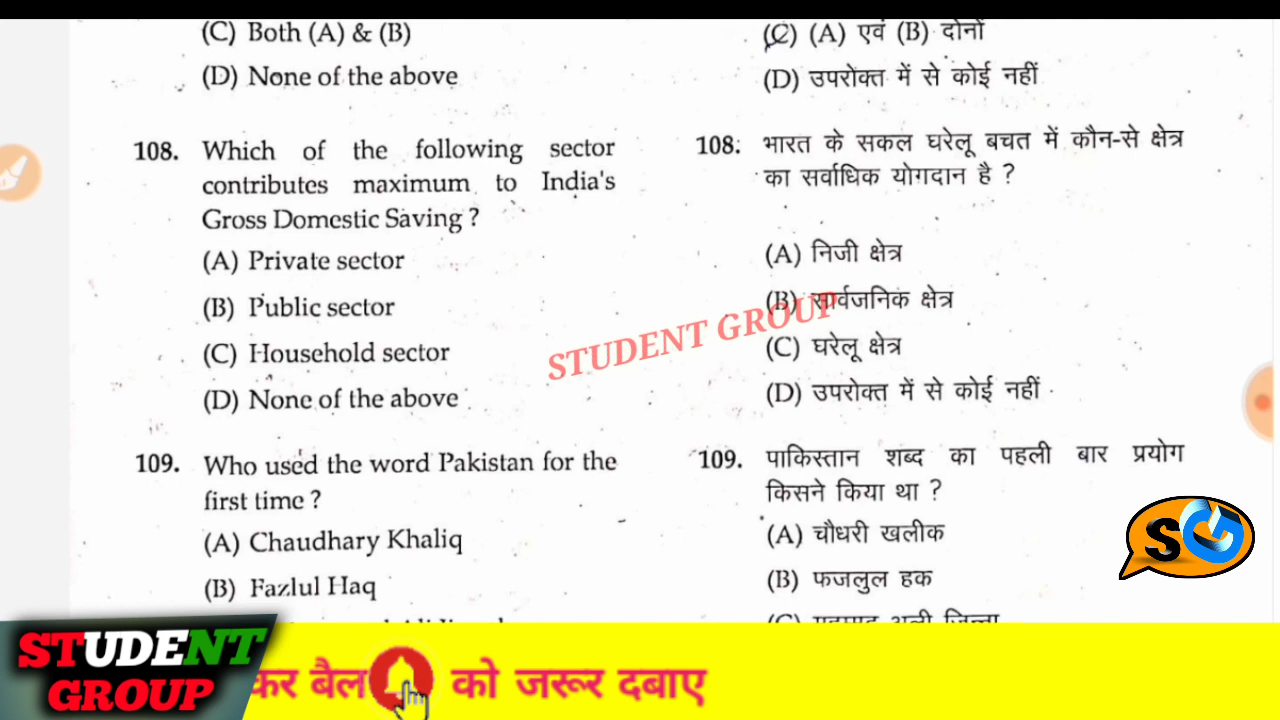 (C) Both (A) & (B)
(D) None of the above
108. Which of the following sector
contributes maximum to India's
Gross Domestic Saving ?
(A) Private sector
(B) Public sector
(C) Household sector
(D) None of the above
109. Who used the word Pakistan for the
first time ?
(A) Chaudhary Khaliq
(B) Fazlul Haq
(C) (A) एवं (B) दोनों
(D) उपरोक्त में से कोई नहीं
108. भारत के सकल घरेलू बचत में कौन-से क्षेत्र
का सर्वाधिक योगदान है ?
(A) निजी क्षेत्र
(B) सार्वजनिक क्षेत्र
(C) घरेलू क्षेत्र
(D) उपरोक्त में से कोई नहीं
109. पाकिस्तान शब्द का पहली बार प्रयोग
किसने किया था ?
(A) चौधरी खलीक
(B) फजलुल हक
STUDENT GROUP
SG
STUDENT
GROUP
कर बैल को जरूर दबाए